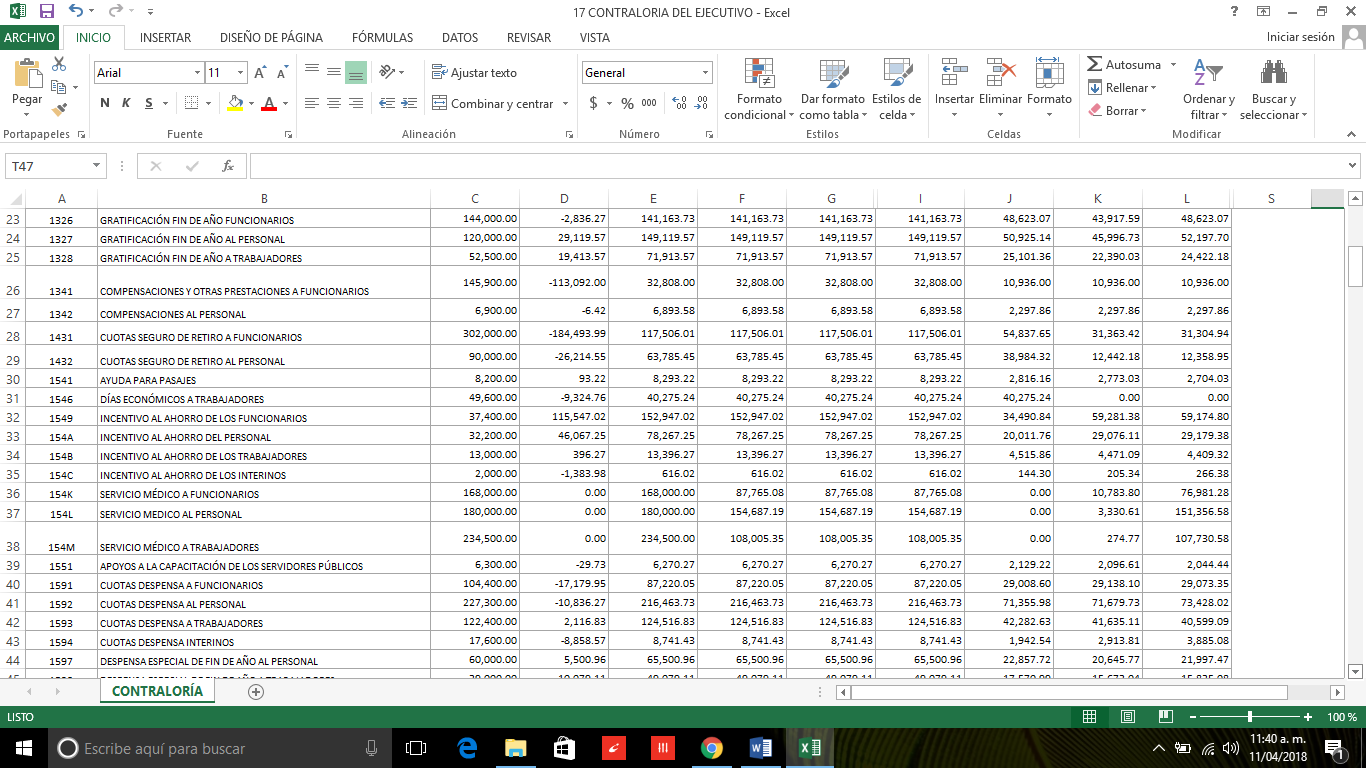 17 CONTRALORIA DEL EJECUTIVO - Excel
ARCHIVO INICIO INSERTAR DISEÑO DE PÁGINA FÓRMULAS DATOS REVISAR VISTA Iniciar sesión
Arial 11 Ajustar texto General Autosuma
Pegar Rellenar
N K S A Combinar y centrar $ % 000 Borrar
Formato condicional Dar formato como tabla Estilos de celda Insertar Eliminar Formato Ordenar y filtrar Buscar y seleccionar
Portapapeles Fuente Alineación Número Estilos Celdas Modificar
T47 fx
A B C D E F G I J K L S
23 1326 GRATIFICACIÓN FIN DE AÑO FUNCIONARIOS 144,000.00 -2,836.27 141,163.73 141,163.73 141,163.73 141,163.73 48,623.07 43,917.59 48,623.07
24 1327 GRATIFICACIÓN FIN DE AÑO AL PERSONAL 120,000.00 29,119.57 149,119.57 149,119.57 149,119.57 149,119.57 50,925.14 45,996.73 52,197.70
25 1328 GRATIFICACIÓN FIN DE AÑO A TRABAJADORES 52,500.00 19,413.57 71,913.57 71,913.57 71,913.57 71,913.57 25,101.36 22,390.03 24,422.18
26 1341 COMPENSACIONES Y OTRAS PRESTACIONES A FUNCIONARIOS 145,900.00 -113,092.00 32,808.00 32,808.00 32,808.00 32,808.00 10,936.00 10,936.00 10,936.00
27 1342 COMPENSACIONES AL PERSONAL 6,900.00 -6.42 6,893.58 6,893.58 6,893.58 6,893.58 2,297.86 2,297.86 2,297.86
28 1431 CUOTAS SEGURO DE RETIRO A FUNCIONARIOS 302,000.00 -184,493.99 117,506.01 117,506.01 117,506.01 117,506.01 54,837.65 31,363.42 31,304.94
29 1432 CUOTAS SEGURO DE RETIRO AL PERSONAL 90,000.00 -26,214.55 63,785.45 63,785.45 63,785.45 63,785.45 38,984.32 12,442.18 12,358.95
30 1541 AYUDA PARA PASAJES 8,200.00 93.22 8,293.22 8,293.22 8,293.22 8,293.22 2,816.16 2,773.03 2,704.03
31 1546 DÍAS ECONÓMICOS A TRABAJADORES 49,600.00 -9,324.76 40,275.24 40,275.24 40,275.24 40,275.24 40,275.24 0.00 0.00
32 1549 INCENTIVO AL AHORRO DE LOS FUNCIONARIOS 37,400.00 115,547.02 152,947.02 152,947.02 152,947.02 152,947.02 34,490.84 59,281.38 59,174.80
33 154A INCENTIVO AL AHORRO DEL PERSONAL 32,200.00 46,067.25 78,267.25 78,267.25 78,267.25 78,267.25 20,011.76 29,076.11 29,179.38
34 154B INCENTIVO AL AHORRO DE LOS TRABAJADORES 13,000.00 396.27 13,396.27 13,396.27 13,396.27 13,396.27 4,515.86 4,471.09 4,409.32
35 154C INCENTIVO AL AHORRO DE LOS INTERINOS 2,000.00 -1,383.98 616.02 616.02 616.02 616.02 144.30 205.34 266.38
36 154K SERVICIO MÉDICO A FUNCIONARIOS 168,000.00 0.00 168,000.00 87,765.08 87,765.08 87,765.08 0.00 10,783.80 76,981.28
37 154L SERVICIO MEDICO AL PERSONAL 180,000.00 0.00 180,000.00 154,687.19 154,687.19 154,687.19 0.00 3,330.61 151,356.58
38 154M SERVICIO MÉDICO A TRABAJADORES 234,500.00 0.00 234,500.00 108,005.35 108,005.35 108,005.35 0.00 274.77 107,730.58
39 1551 APOYOS A LA CAPACITACIÓN DE LOS SERVIDORES PÚBLICOS 6,300.00 -29.73 6,270.27 6,270.27 6,270.27 6,270.27 2,129.22 2,096.61 2,044.44
40 1591 CUOTAS DESPENSA A FUNCIONARIOS 104,400.00 -17,179.95 87,220.05 87,220.05 87,220.05 87,220.05 29,008.60 29,138.10 29,073.35
41 1592 CUOTAS DESPENSA AL PERSONAL 227,300.00 -10,836.27 216,463.73 216,463.73 216,463.73 216,463.73 71,355.98 71,679.73 73,428.02
42 1593 CUOTAS DESPENSA A TRABAJADORES 122,400.00 2,116.83 124,516.83 124,516.83 124,516.83 124,516.83 42,282.63 41,635.11 40,599.09
43 1594 CUOTAS DESPENSA INTERINOS 17,600.00 -8,858.57 8,741.43 8,741.43 8,741.43 8,741.43 1,942.54 2,913.81 3,885.08
44 1597 DESPENSA ESPECIAL DE FIN DE AÑO AL PERSONAL 60,000.00 5,500.96 65,500.96 65,500.96 65,500.96 65,500.96 22,857.72 20,645.77 21,997.47
CONTRALORÍA
LISTO 100 %
Escribe aquí para buscar 11:40 a. m.
11/04/2018